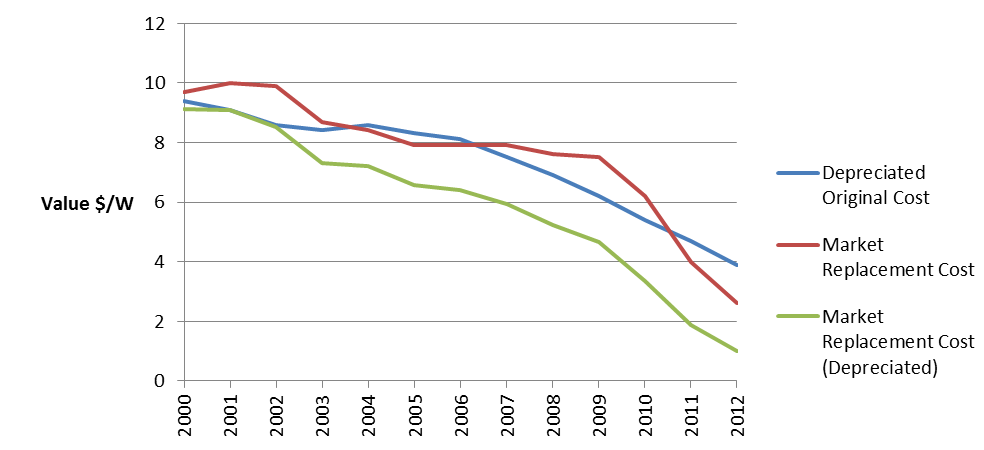 12
10
8
6
4
2
0
Value $/W
2000
2001
2002
2003
2004
2005
2006
2007
2008
2009
2010
2011
2012
Depreciated
Original Cost
Market
Replacement Cost
Market
Replacement Cost
(Depreciated)